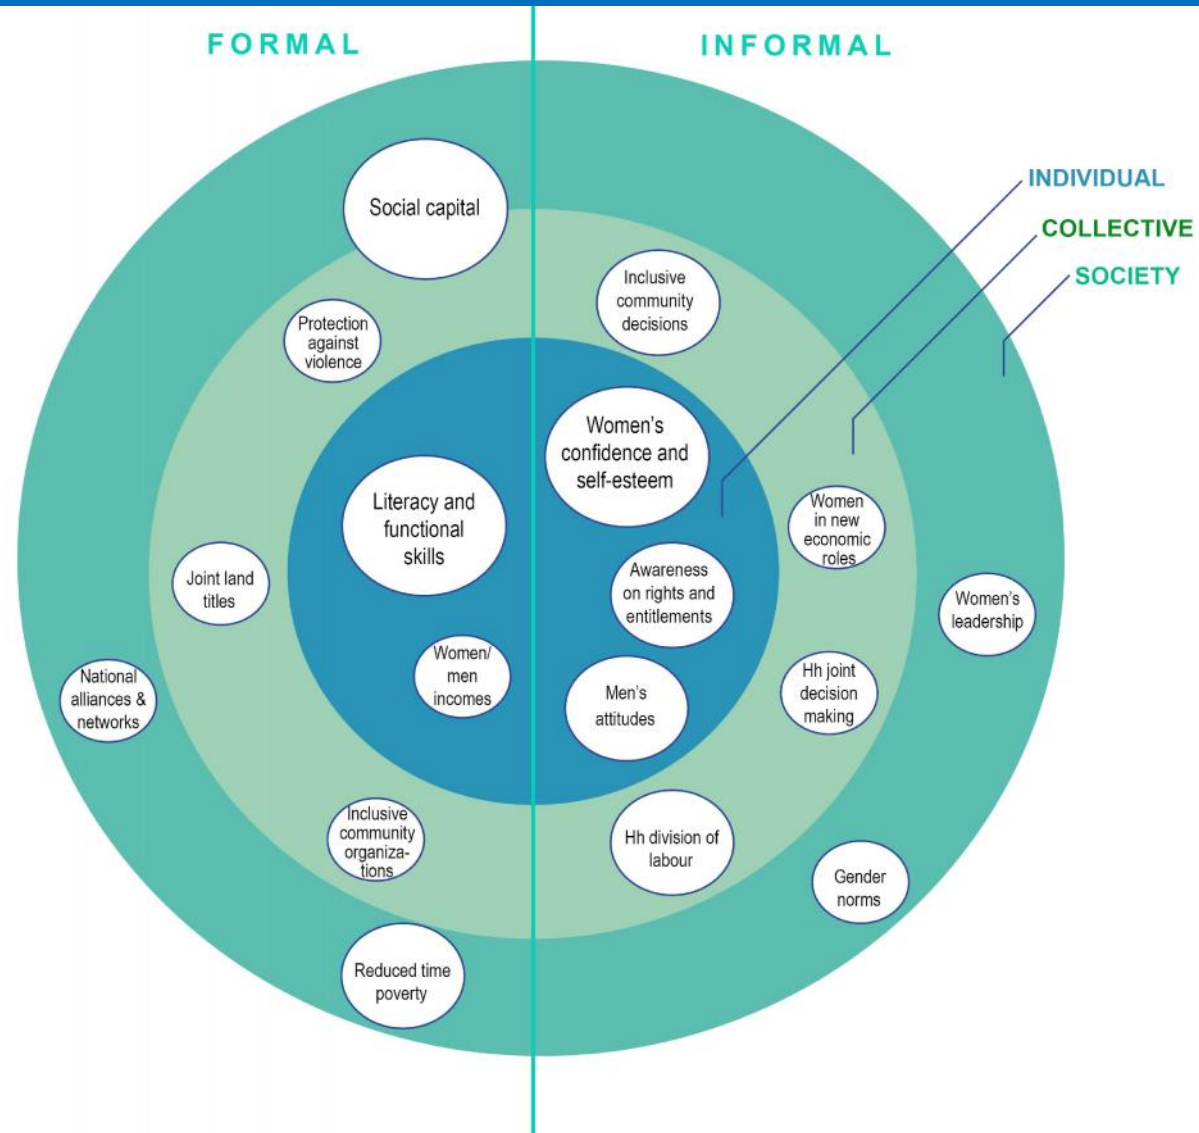 FORMAL
INFORMAL
INDIVIDUAL
COLLECTIVE
SOCIETY
Social capital
Protection
against
violence
Literacy and
functional
skills
Joint land
titles
Women/
men
incomes
National
alliances &
networks
Inclusive
community
organiza-
tions
Reduced time
poverty
Inclusive
community
decisions
Women's
confidence and
self-esteem
Women
in new
economic
roles
Awareness
on rights and
entitlements
Women's
leadership
Men's
attitudes
Hh joint
decision
making
Hh division of
labour
Gender
norms